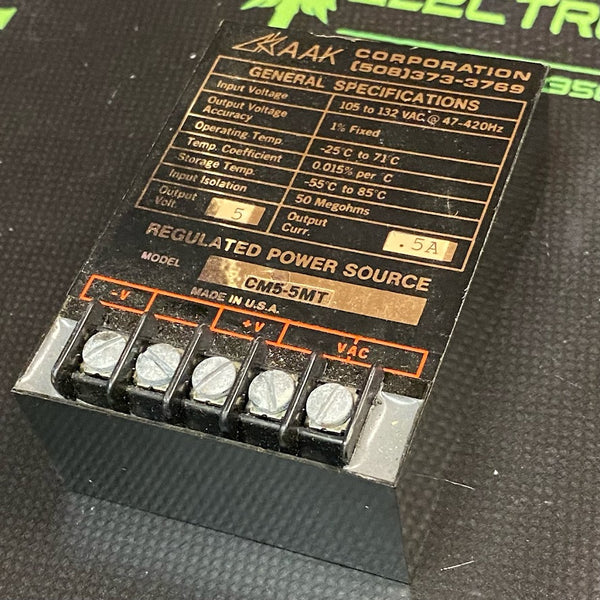 AAK CORPORATION
(508)373-3769
GENERAL SPECIFICATIONS
Input Voltage 105 to 132 VAC. @ 47-420Hz
Output Voltage Accuracy 1% Fixed
Operating Temp. -25°C to 71°C
Temp. Coefficient 0.015% per °C
Storage Temp. -55°C to 85°C
Input Isolation 50 Megohms
Output Volt. 5 Output Curr. .5A
REGULATED POWER SOURCE
MODEL CM5-5MT
MADE IN U.S.A.
-V +V VAC